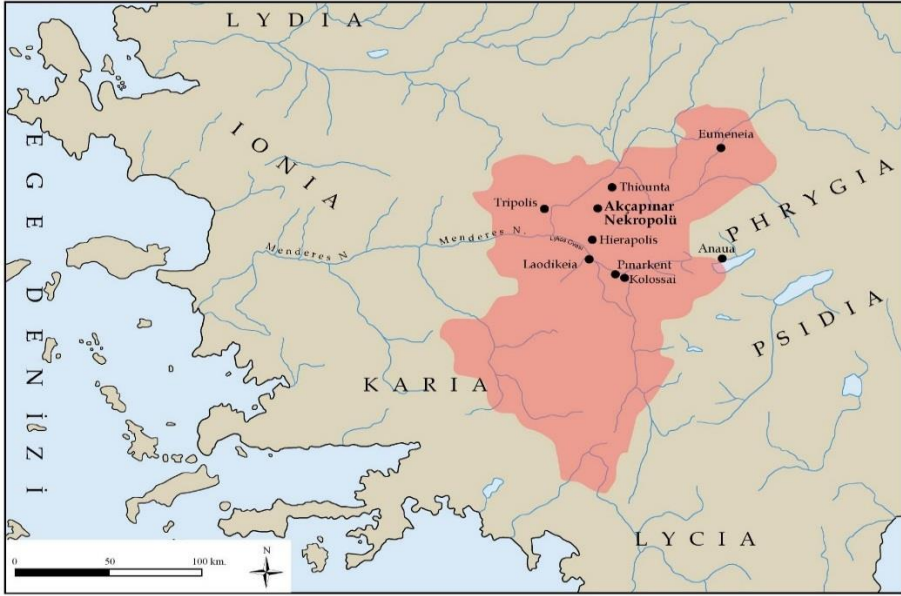 LYDIA
IONIA
EGE DENİZİ
Eumeneia
Thiounta
Tripolis
Akçapınar
Nekropolü
PHRYGIA
Menderes N.
Hierapolis
Menderes N
Laodikeia
Anaua
Pınarkent
Kolossai
PSIDIA
KARIA
LYCIA
0 50 100 km.
N